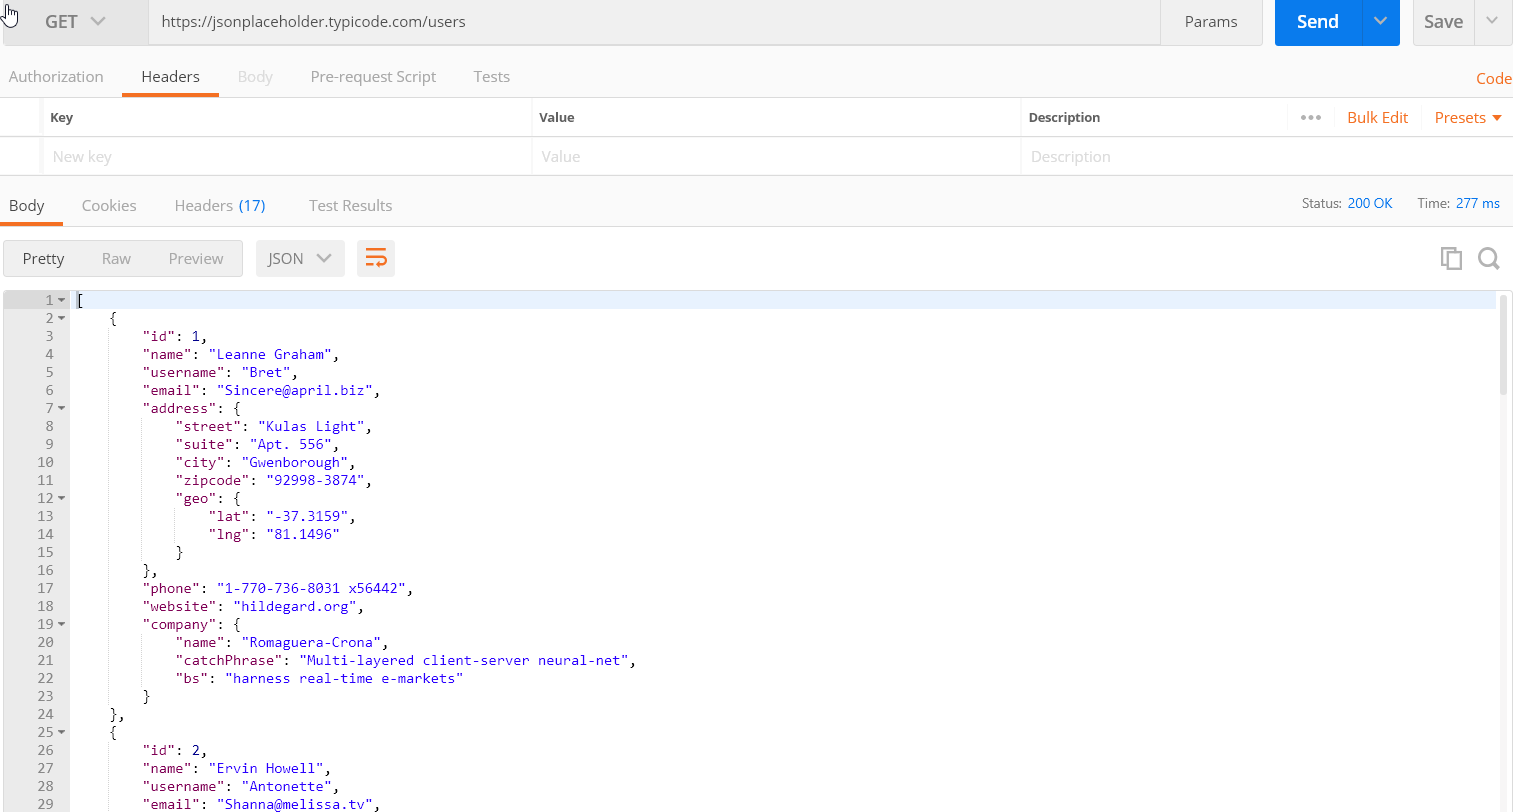 GET https://jsonplaceholder.typicode.com/users Params Send Save
Authorization Headers Body Pre-request Script Tests Code
Key Value Description ••• Bulk Edit Presets
New key Value Description
Body Cookies Headers (17) Test Results Status: 200 OK Time: 277 ms
Pretty Raw Preview JSON
1 [
2 {
3 "id": 1,
4 "name": "Leanne Graham",
5 "username": "Bret",
6 "email": "Sincere@april.biz",
7 "address": {
8 "street": "Kulas Light",
9 "suite": "Apt. 556",
10 "city": "Gwenborough",
11 "zipcode": "92998-3874",
12 "geo": {
13 "lat": "-37.3159",
14 "lng": "81.1496"
15 }
16 },
17 "phone": "1-770-736-8031 x56442",
18 "website": "hildegard.org",
19 "company": {
20 "name": "Romaguera-Crona",
21 "catchPhrase": "Multi-layered client-server neural-net",
22 "bs": "harness real-time e-markets"
23 }
24 },
25 {
26 "id": 2,
27 "name": "Ervin Howell",
28 "username": "Antonette",
29 "email": "Shanna@melissa.tv",